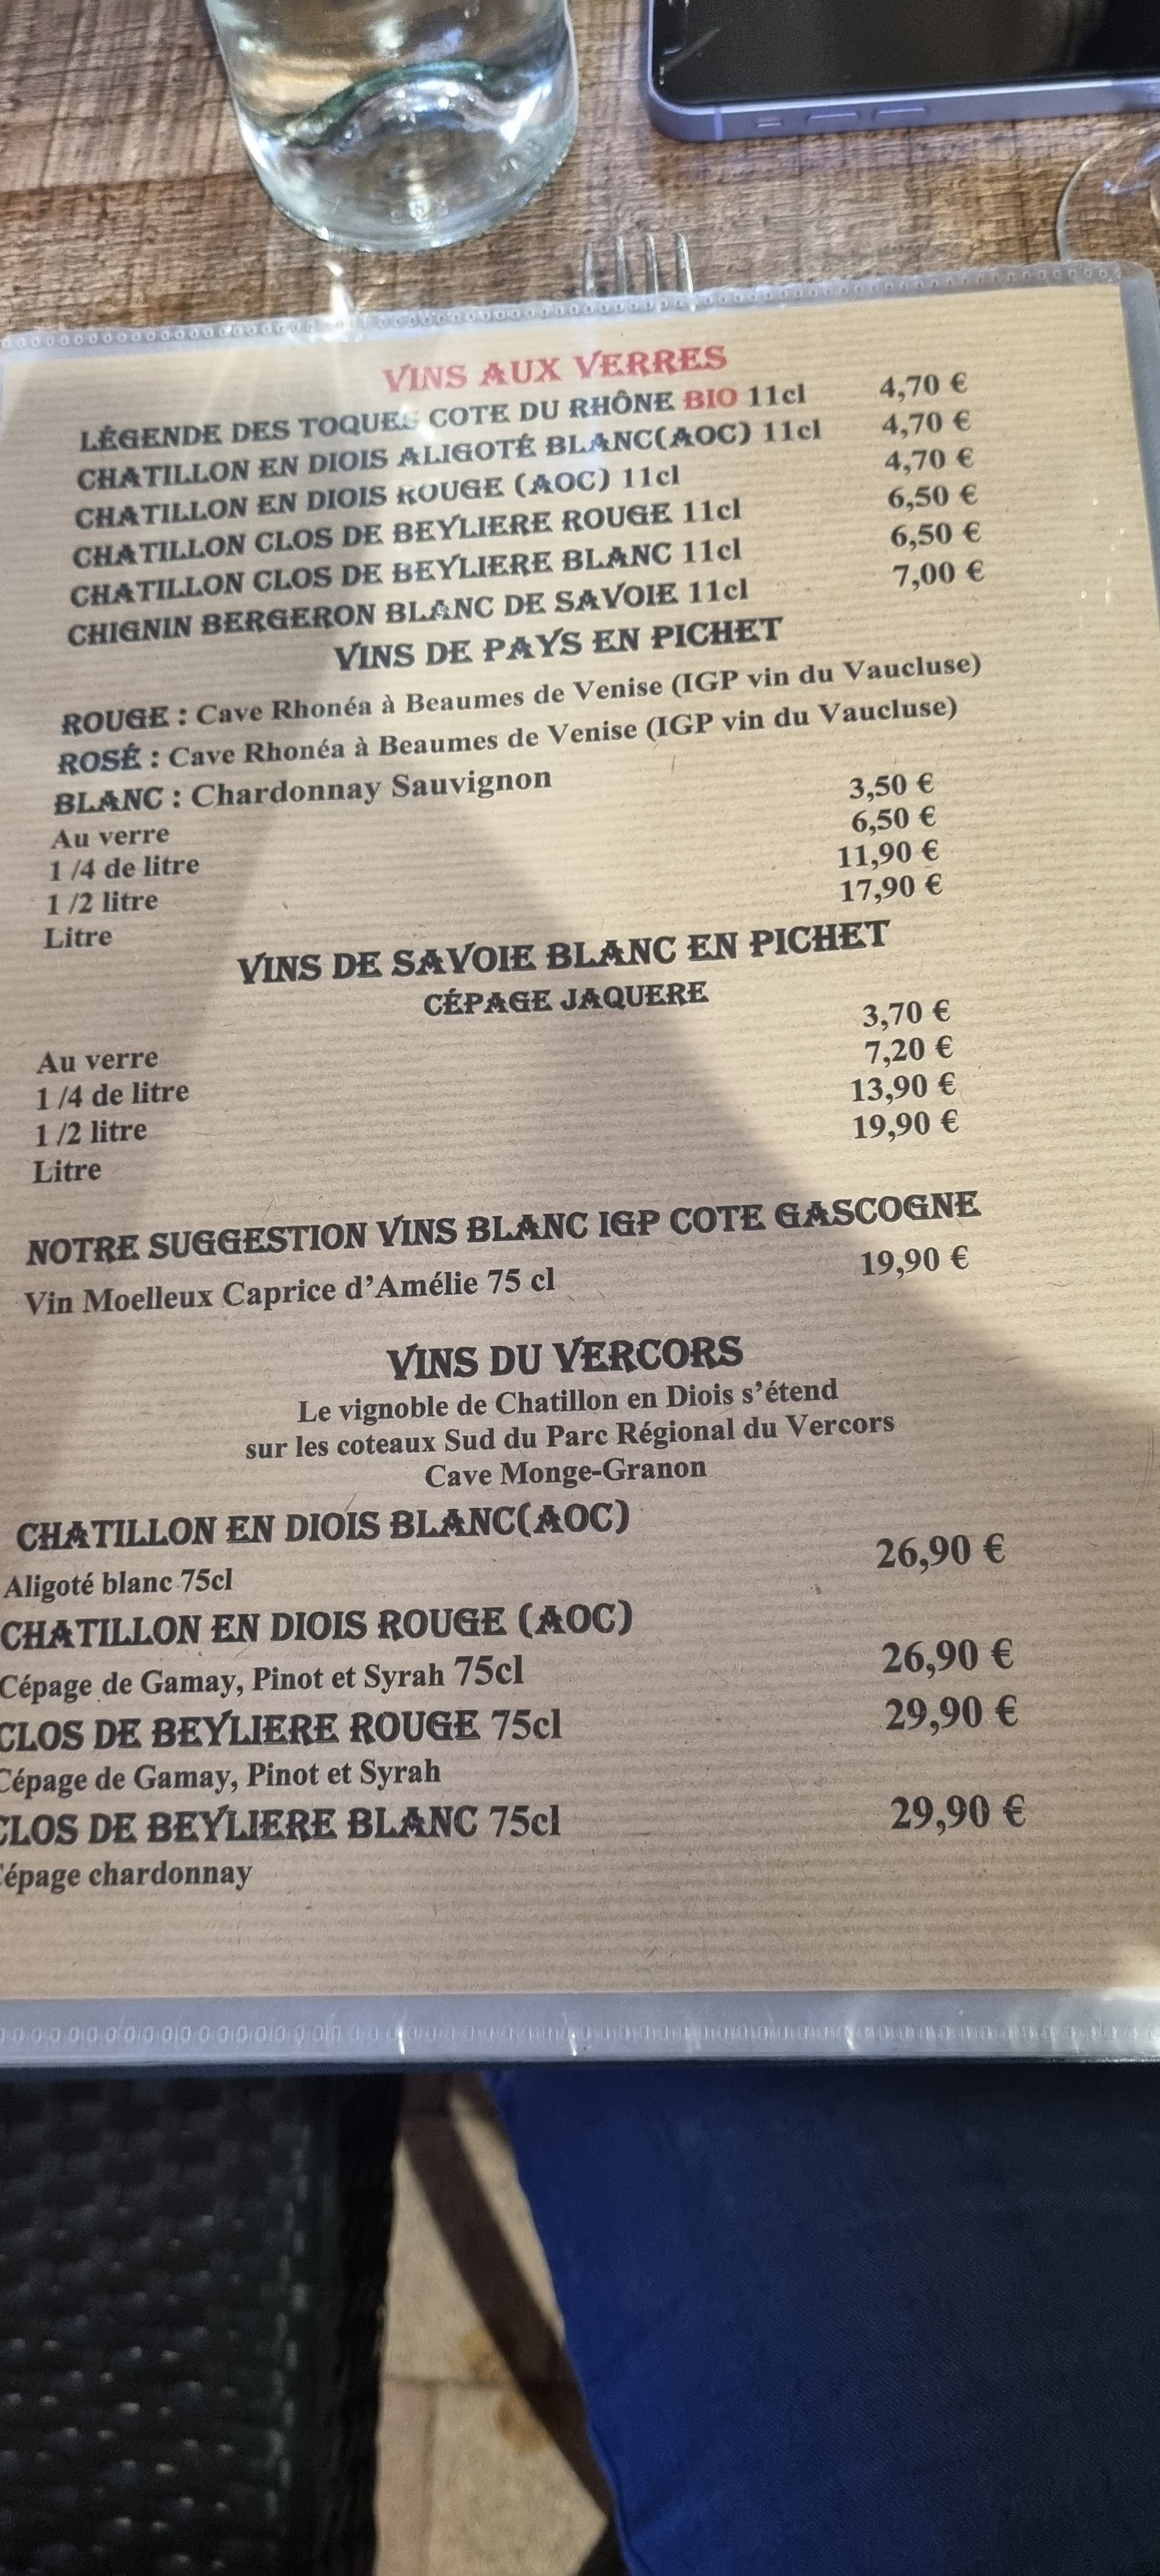 VINS AUX VERRES
LÉGENDE DES TOQUES COTE DU RHÔNE BIO 11cl 4,70 €
CHATILLON EN DIOIS ALIGOTÉ BLANC(AOC) 11cl 4,70 €
CHATILLON EN DIOIS ROUGE (AOC) 11cl 4,70 €
CHATILLON CLOS DE BEYLIERE ROUGE 11cl 6,50 €
CHATILLON CLOS DE BEYLIERE BLANC 11cl 6,50 €
CHIGNIN BERGERON BLANC DE SAVOIE 11cl 7,00 €
VINS DE PAYS EN PICHET
ROUGE : Cave Rhonéa à Beaumes de Venise (IGP vin du Vaucluse)
ROSÉ : Cave Rhonéa à Beaumes de Venise (IGP vin du Vaucluse)
BLANC : Chardonnay Sauvignon
Au verre 3,50 €
1 /4 de litre 6,50 €
1 /2 litre 11,90 €
Litre 17,90 €
VINS DE SAVOIE BLANC EN PICHET
CÉPAGE JAQUERE
Au verre 3,70 €
1 /4 de litre 7,20 €
1 /2 litre 13,90 €
Litre 19,90 €
NOTRE SUGGESTION VINS BLANC IGP COTE GASCOGNE
Vin Moelleux Caprice d’Amélie 75 cl 19,90 €
VINS DU VERCORS
Le vignoble de Chatillon en Diois s’étend
sur les coteaux Sud du Parc Régional du Vercors
Cave Monge-Granon
CHATILLON EN DIOIS BLANC(AOC)
Aligoté blanc 75cl 26,90 €
CHATILLON EN DIOIS ROUGE (AOC)
Cépage de Gamay, Pinot et Syrah 75cl 26,90 €
CLOS DE BEYLIERE ROUGE 75cl 29,90 €
Cépage de Gamay, Pinot et Syrah
CLOS DE BEYLIERE BLANC 75cl 29,90 €
Cépage chardonnay